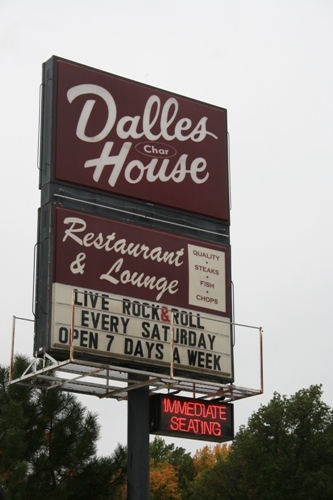 Dalles
Char
House
Restaurant
& Lounge
QUALITY
•
STEAKS
•
FISH
•
CHOPS
LIVE ROCK&ROLL
EVERY SATURDAY
OPEN 7 DAYS A WEEK
IMMEDIATE
SEATING